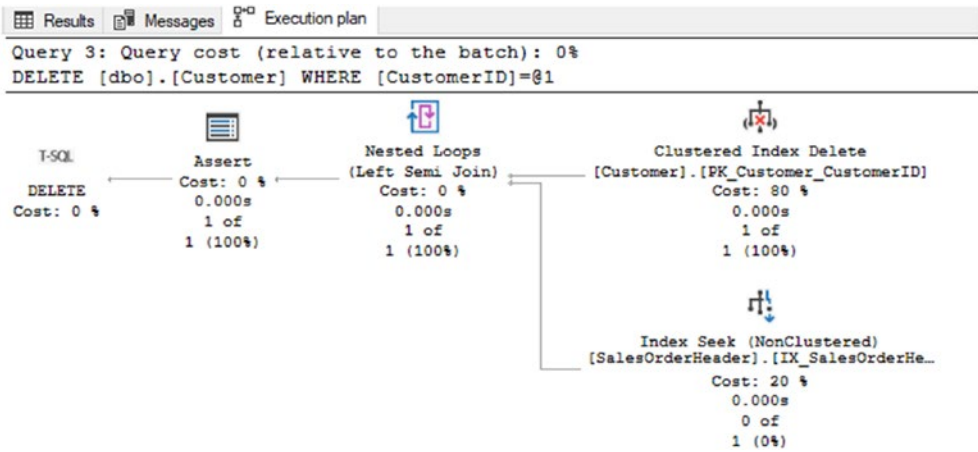 Results Messages Execution plan
Query 3: Query cost (relative to the batch): 0%
DELETE [dbo].[Customer] WHERE [CustomerID]=@1
T-SQL
DELETE
Cost: 0 %
Assert
Cost: 0 %
0.000s
1 of
1 (100%)
Nested Loops
(Left Semi Join)
Cost: 0 %
0.000s
1 of
1 (100%)
Clustered Index Delete
[Customer].[PK_Customer_CustomerID]
Cost: 80 %
0.000s
1 of
1 (100%)
Index Seek (NonClustered)
[SalesOrderHeader].[IX_SalesOrderHe…
Cost: 20 %
0.000s
0 of
1 (0%)